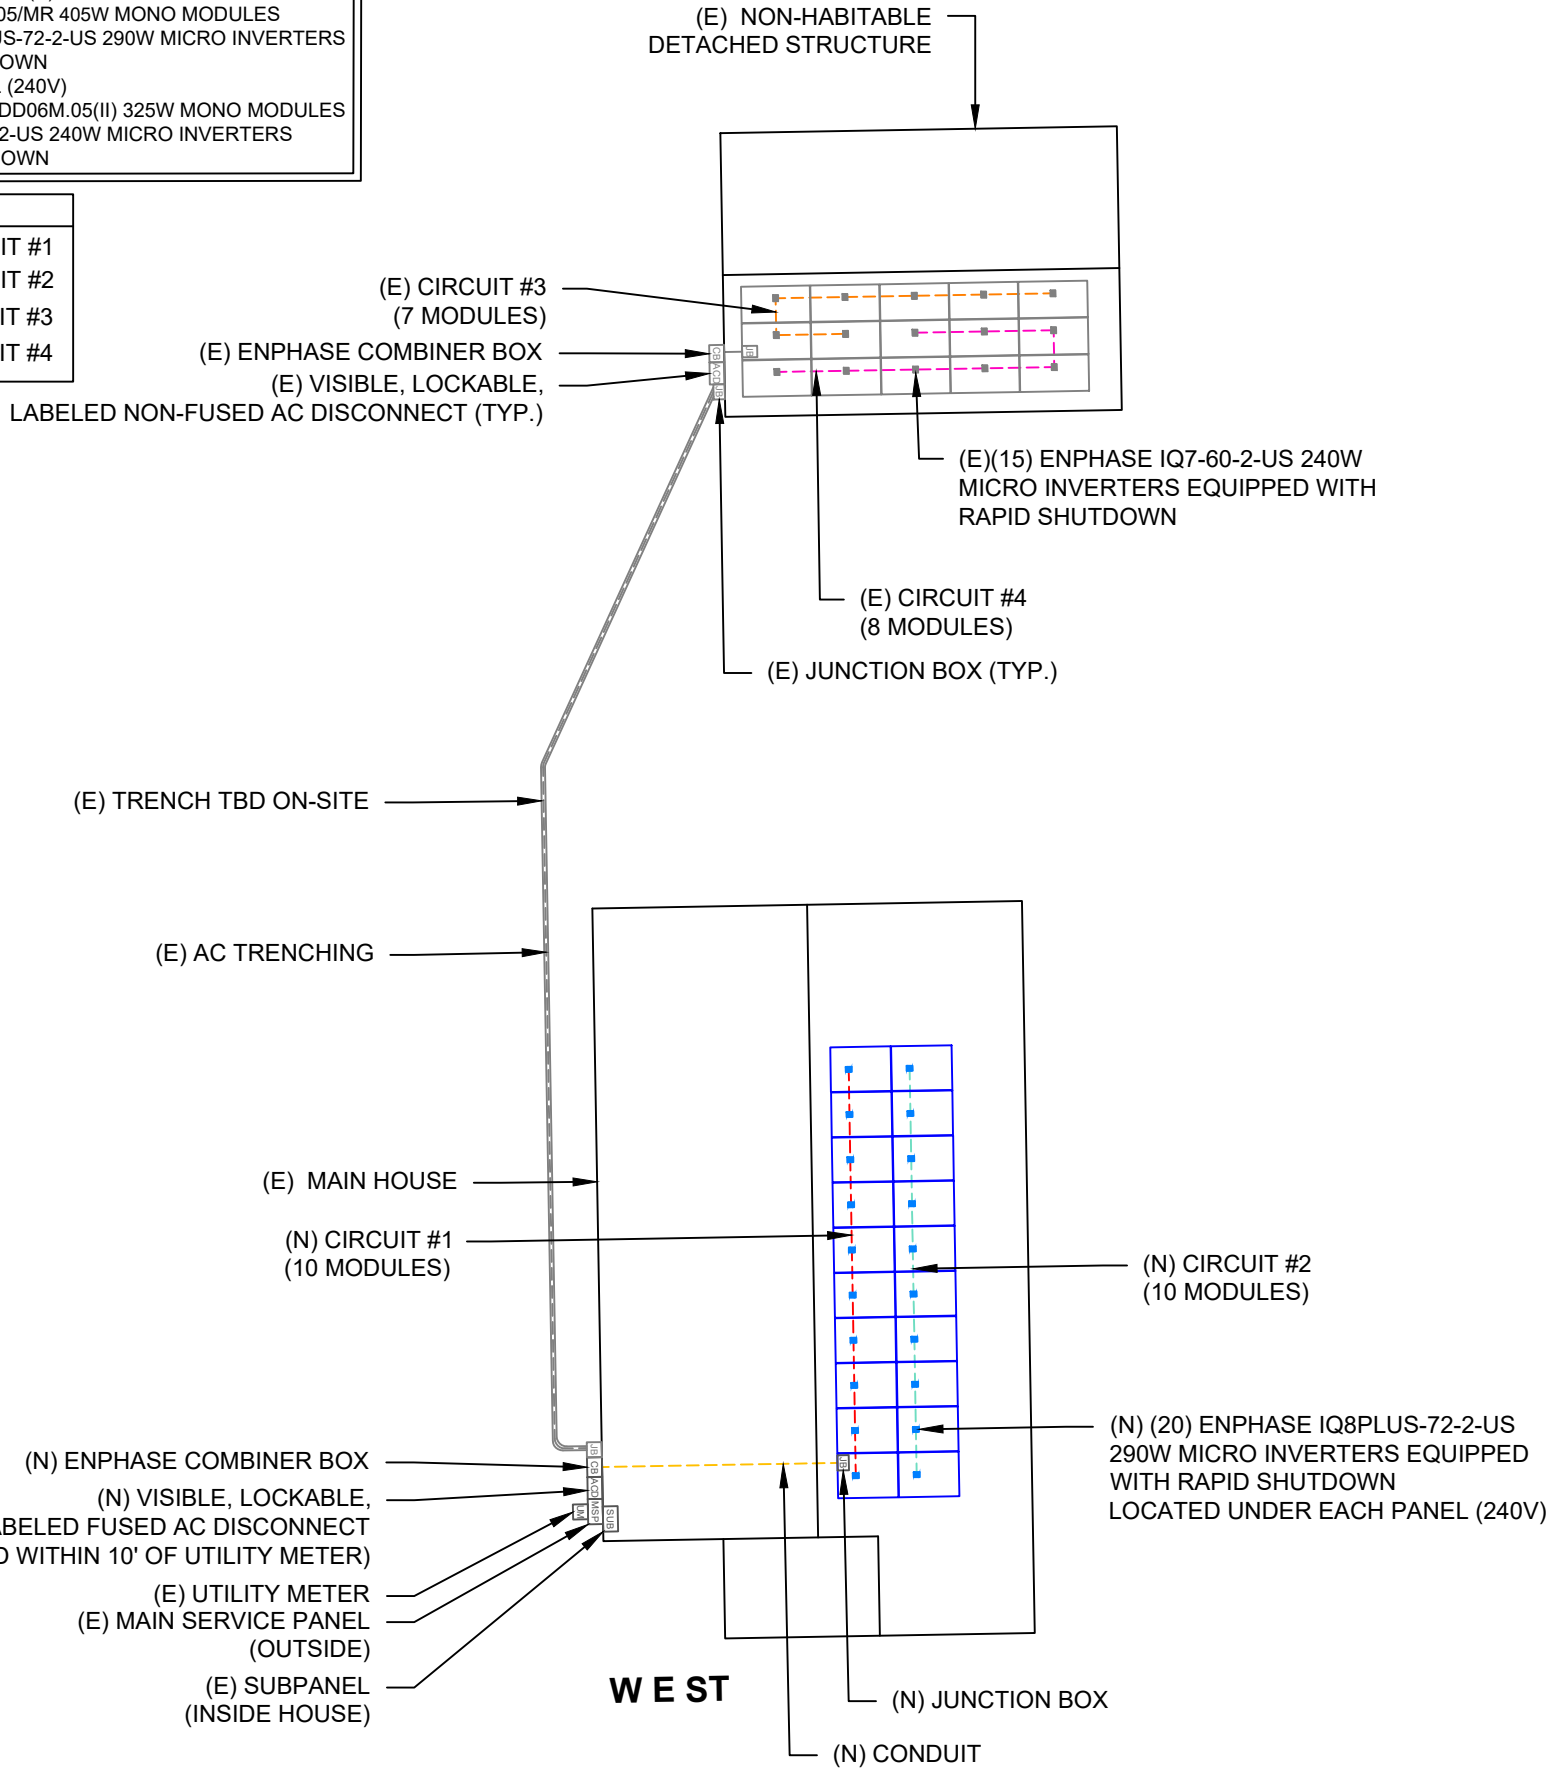 05/MR 405W MONO MODULES
US-72-2-US 290W MICRO INVERTERS
OWN
(240V)
DD06M.05(II) 325W MONO MODULES
2-US 240W MICRO INVERTERS
OWN
IT #1
IT #2
IT #3
IT #4
(E) NON-HABITABLE
DETACHED STRUCTURE
(E) CIRCUIT #3
(7 MODULES)
(E) ENPHASE COMBINER BOX
(E) VISIBLE, LOCKABLE,
LABELED NON-FUSED AC DISCONNECT (TYP.)
CB
JB
ACD
JB
(E)(15) ENPHASE IQ7-60-2-US 240W
MICRO INVERTERS EQUIPPED WITH
RAPID SHUTDOWN
(E) CIRCUIT #4
(8 MODULES)
(E) JUNCTION BOX (TYP.)
(E) TRENCH TBD ON-SITE
(E) AC TRENCHING
(E) MAIN HOUSE
(N) CIRCUIT #1
(10 MODULES)
(N) CIRCUIT #2
(10 MODULES)
(N) (20) ENPHASE IQ8PLUS-72-2-US
290W MICRO INVERTERS EQUIPPED
WITH RAPID SHUTDOWN
LOCATED UNDER EACH PANEL (240V)
JB
CB
ACD
MSP
UM
SUB
JB
(N) ENPHASE COMBINER BOX
(N) VISIBLE, LOCKABLE,
ABELED FUSED AC DISCONNECT
D WITHIN 10' OF UTILITY METER)
(E) UTILITY METER
(E) MAIN SERVICE PANEL
(OUTSIDE)
(E) SUBPANEL
(INSIDE HOUSE)
WEST
(N) JUNCTION BOX
(N) CONDUIT